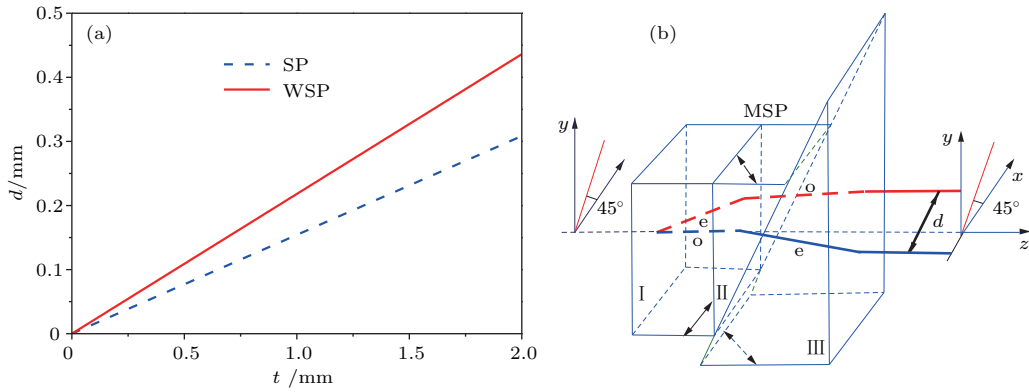 (a)
0.5
0.4
0.3
0.2
0.1
0
d/mm
SP
WSP
0 0.5 1.0 1.5 2.0
t /mm
(b)
MSP
y
45°
e
o
o
e
I
II
III
y
x
45°
d
z